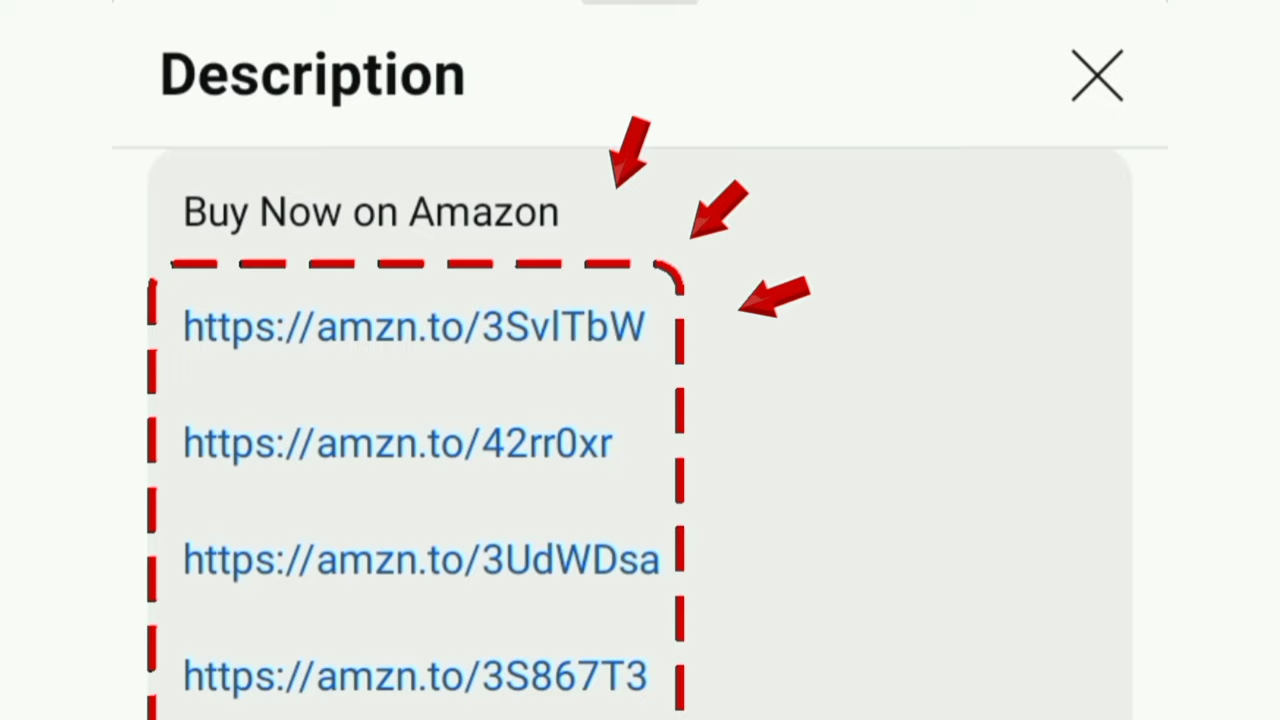 Description
Buy Now on Amazon
https://amzn.to/3SvlTbW
https://amzn.to/42rr0xr
https://amzn.to/3UdWDsa
https://amzn.to/3S867T3